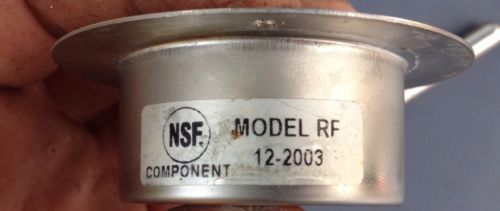 NSF. MODEL RF
COMPONENT 12-2003